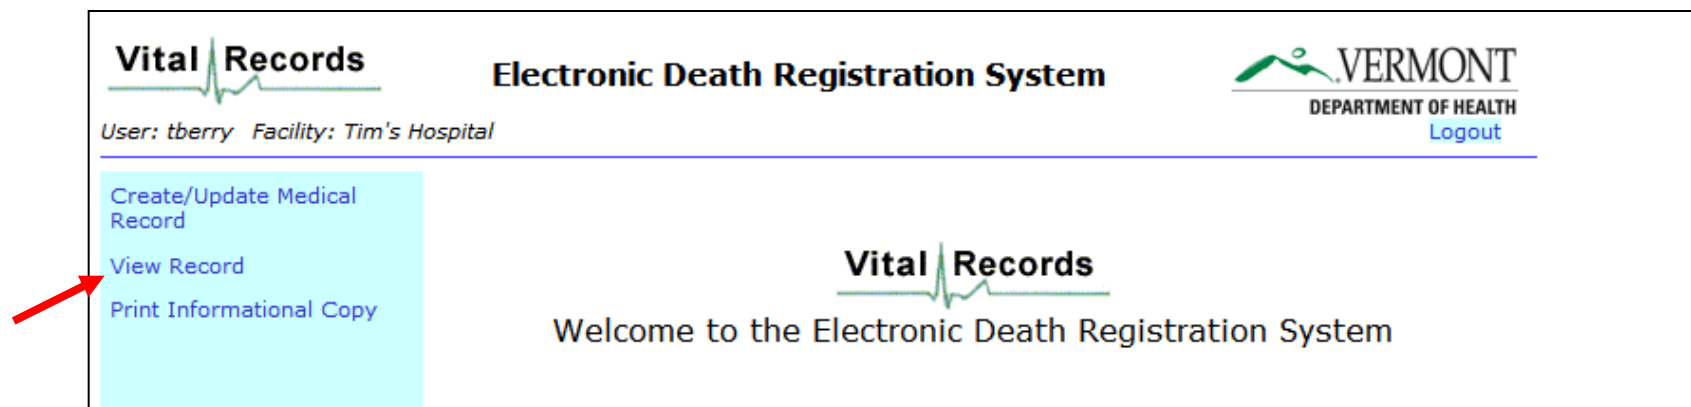 Vital Records
Electronic Death Registration System
VERMONT
DEPARTMENT OF HEALTH
User: tberry Facility: Tim's Hospital
Logout
Create/Update Medical
Record
View Record
Print Informational Copy
Vital Records
Welcome to the Electronic Death Registration System